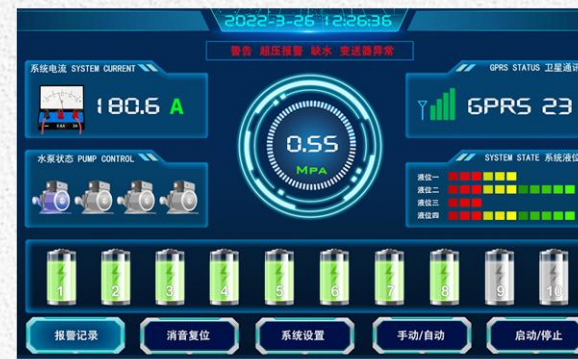 2022-3-26 12:26:36
警告 超压报警 缺水 变送器异常
系统电流 SYSTEM CURRENT
180.6 A
GPRS STATUS 卫星通讯
GPRS 23
0.55
MPA
水泵状态 PUMP CONTROL
SYSTEM STATE 系统液位
液位一
液位二
液位三
液位四
1 2 3 4 5 6 7 8 9 10
报警记录 消音复位 系统设置 手动/自动 启动/停止